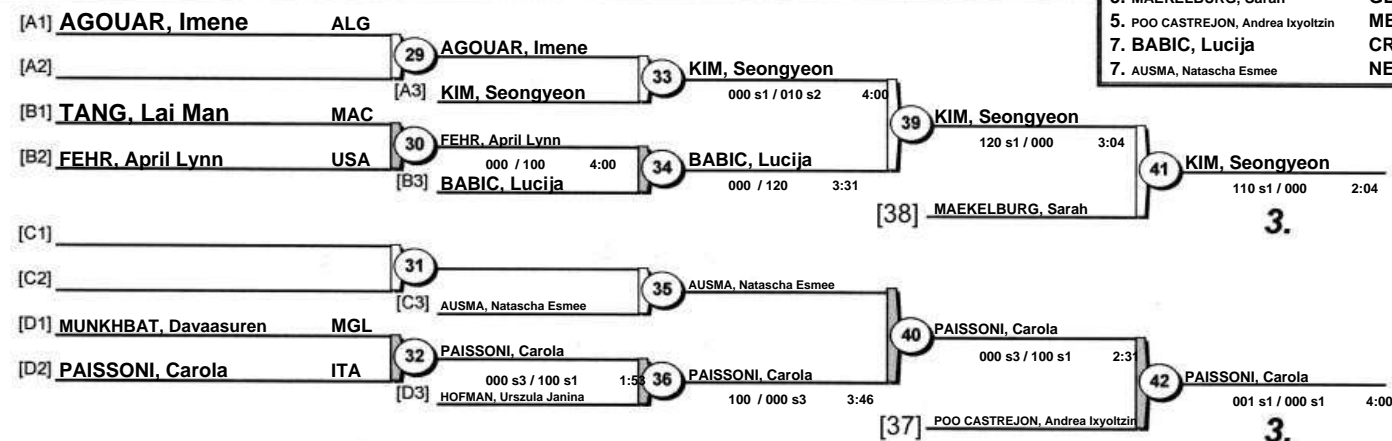 5. POO CASTREJON, Andrea Ixyoltzin
7. BABIC, Lucija
7. AUSMA, Natascha Esmee
[A1] AGOUAR, Imene ALG
[A2]
29
AGOUAR, Imene
[A3] KIM, Seongyeon
33
KIM, Seongyeon
000 s1 / 010 s2 4:00
[B1] TANG, Lai Man MAC
[B2] FEHR, April Lynn USA
30
FEHR, April Lynn
000 / 100 4:00
[B3] BABIC, Lucija
34
BABIC, Lucija
000 / 120 3:31
39
KIM, Seongyeon
120 s1 / 000 3:04
[38] MAEKELBURG, Sarah
41
KIM, Seongyeon
110 s1 / 000 2:04
3.
[C1]
[C2]
31
[C3] AUSMA, Natascha Esmee
35
AUSMA, Natascha Esmee
[D1] MUNKHBAT, Davaasuren MGL
[D2] PAISSONI, Carola ITA
32
PAISSONI, Carola
000 s3 / 100 s1 1:53
[D3] HOFMAN, Urszula Janina
36
PAISSONI, Carola
100 / 000 s3 3:46
40
PAISSONI, Carola
000 s3 / 100 s1 2:31
[37] POO CASTREJON, Andrea Ixyoltzin
42
PAISSONI, Carola
001 s1 / 000 s1 4:00
3.